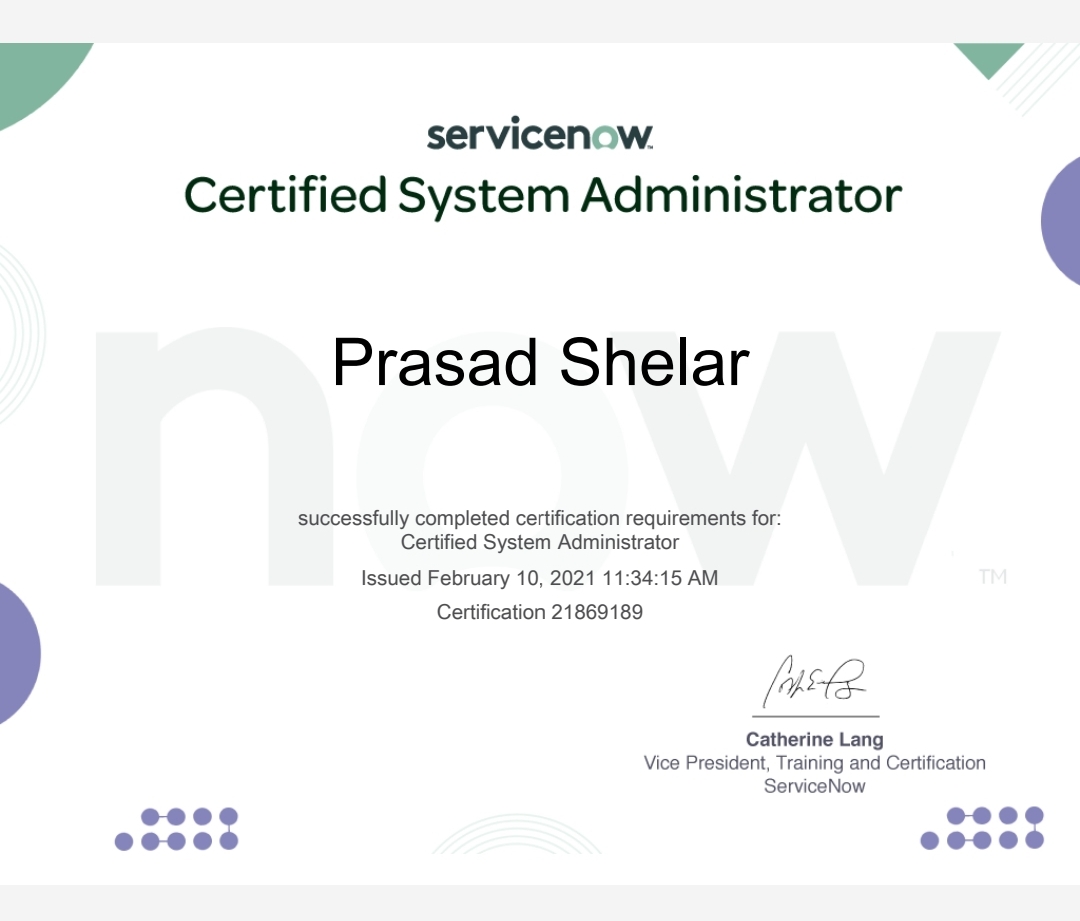 servicenow™
Certified System Administrator
now™
Prasad Shelar
successfully completed certification requirements for:
Certified System Administrator
Issued February 10, 2021 11:34:15 AM
Certification 21869189
Catherine Lang
Vice President, Training and Certification
ServiceNow